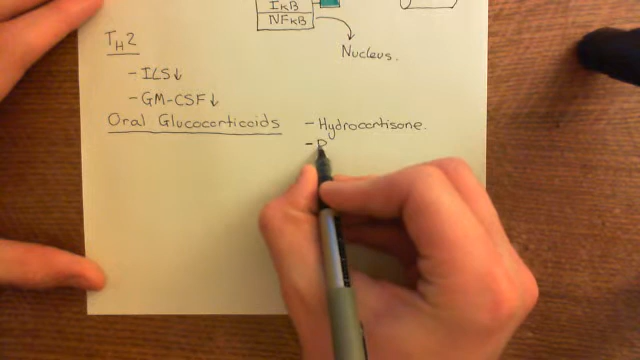 IκB
NFκB
Nucleus.
TH2
- IL5↓
- GM-CSF↓
Oral Glucocorticoids
- Hydrocortisone.
- P